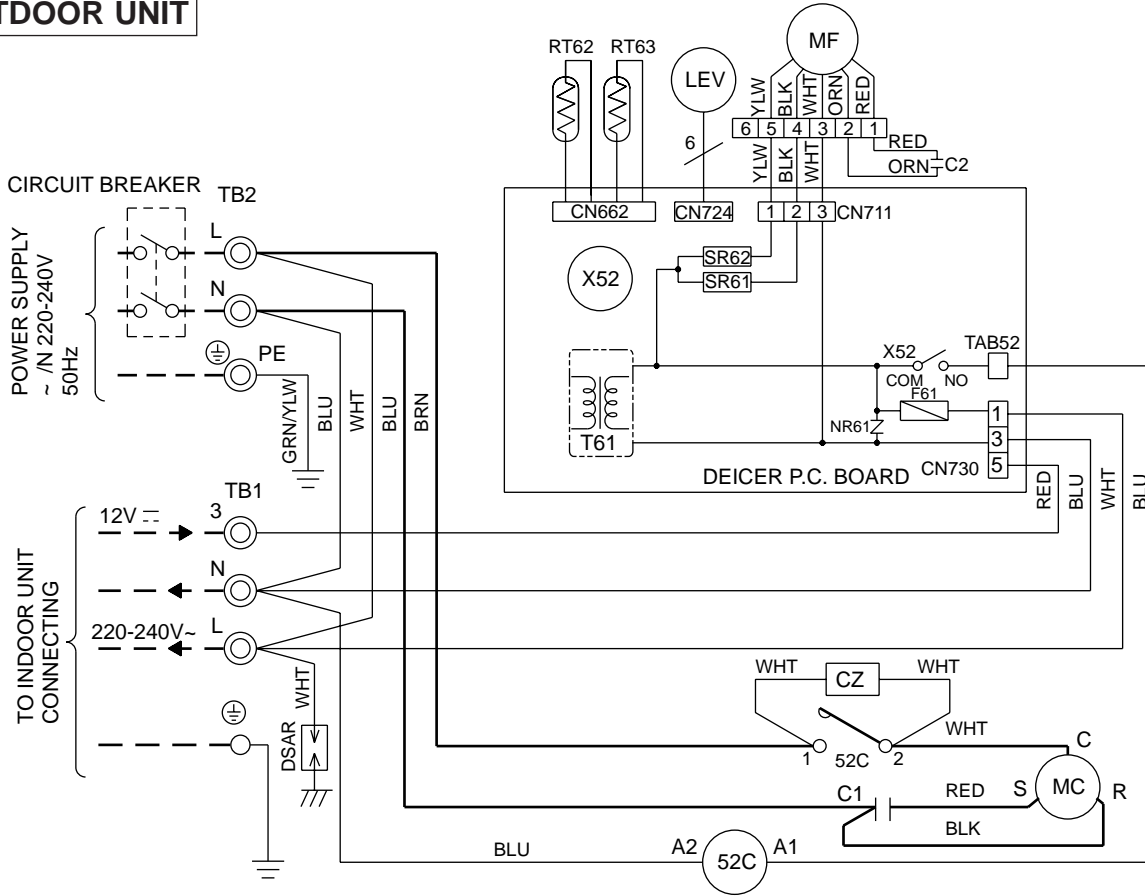 TDOOR UNIT
RT62 RT63
LEV
MF
YLW BLK WHT ORN RED
6 5 4 3 2 1
RED
ORN C2
6
YLW BLK WHT
CIRCUIT BREAKER
TB2
CN662 CN724 1 2 3 CN711
L
N
PE
POWER SUPPLY
~ /N 220-240V
50Hz
SR62
SR61
X52
X52 TAB52
COM NO
F61
T61
NR61
1
3
5
DEICER P.C. BOARD CN730
GRN/YLW BLU WHT BLU BRN
RED BLU WHT BLU
TB1
12V 3
N
220-240V~ L
TO INDOOR UNIT
CONNECTING
WHT
DSAR
WHT CZ WHT
WHT
1 52C 2
C
C1 RED S MC R
BLK
BLU A2 52C A1